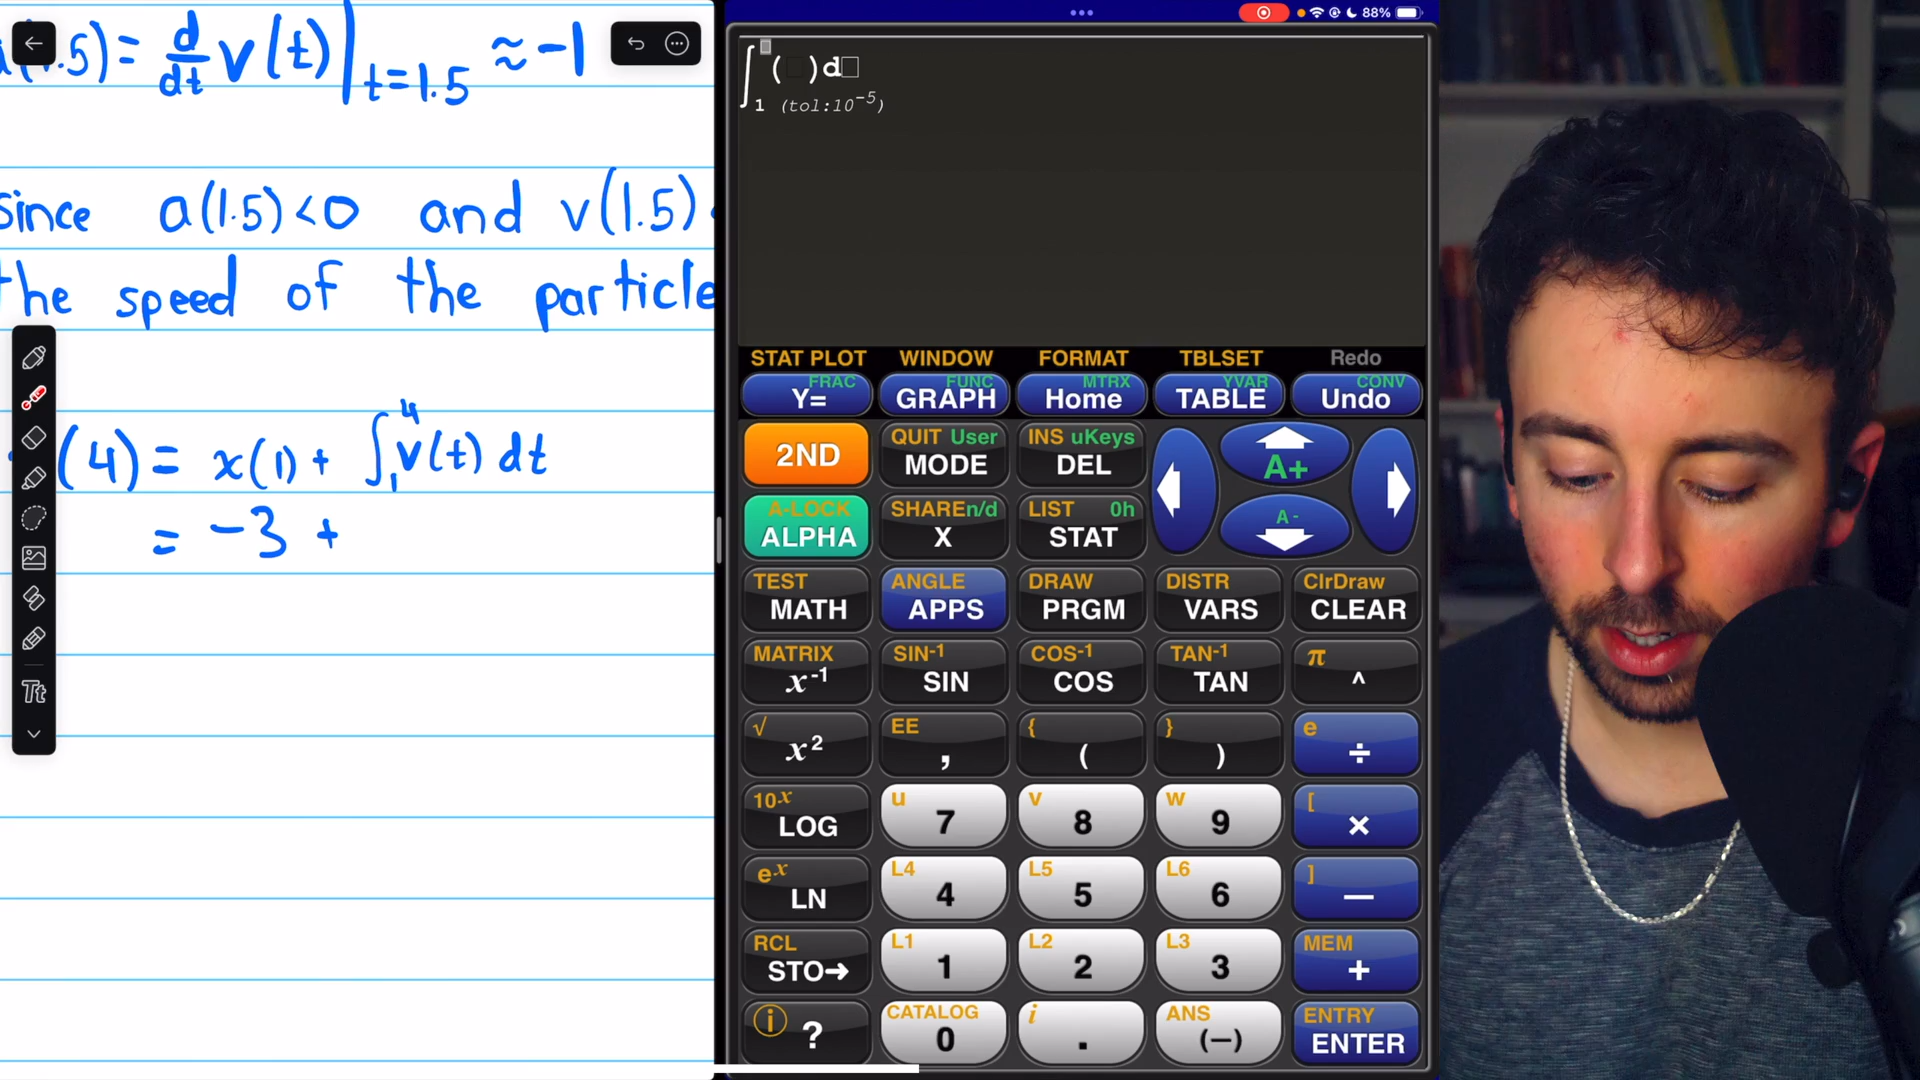 (1.5) = d/dt v(t)| t=1.5 ≈ -1
since a(1.5)<0 and v(1.5)
the speed of the particle
(4) = x(1) + ∫₁⁴ v(t) dt
= -3 +
Tt
88%
∫₁ ( )d
(tol:10⁻⁵)
STAT PLOT WINDOW FORMAT TBLSET Redo
FRAC FUNC MTRX YVAR CONV
Y= GRAPH Home TABLE Undo
QUIT User INS uKeys
2ND MODE DEL A+
A-LOCK SHARE n/d LIST 0h A-
ALPHA X STAT
TEST ANGLE DRAW DISTR ClrDraw
MATH APPS PRGM VARS CLEAR
MATRIX SIN⁻¹ COS⁻¹ TAN⁻¹ π
x⁻¹ SIN COS TAN ^
√ EE { } e
x² , ( ) ÷
10ˣ u v w [
LOG 7 8 9 ×
eˣ L4 L5 L6 ]
LN 4 5 6 —
RCL L1 L2 L3 MEM
STO→ 1 2 3 +
i CATALOG i ANS ENTRY
? 0 . (—) ENTER